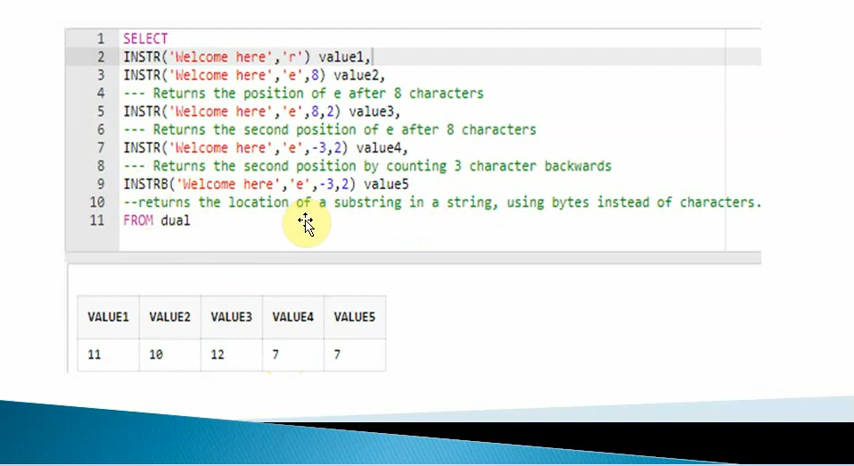 1 SELECT
2 INSTR('Welcome here','r') value1,
3 INSTR('Welcome here','e',8) value2,
4 --- Returns the position of e after 8 characters
5 INSTR('Welcome here','e',8,2) value3,
6 --- Returns the second position of e after 8 characters
7 INSTR('Welcome here','e',-3,2) value4,
8 --- Returns the second position by counting 3 character backwards
9 INSTRB('Welcome here','e',-3,2) value5
10 --returns the location of a substring in a string, using bytes instead of characters.
11 FROM dual
VALUE1 VALUE2 VALUE3 VALUE4 VALUE5
11 10 12 7 7